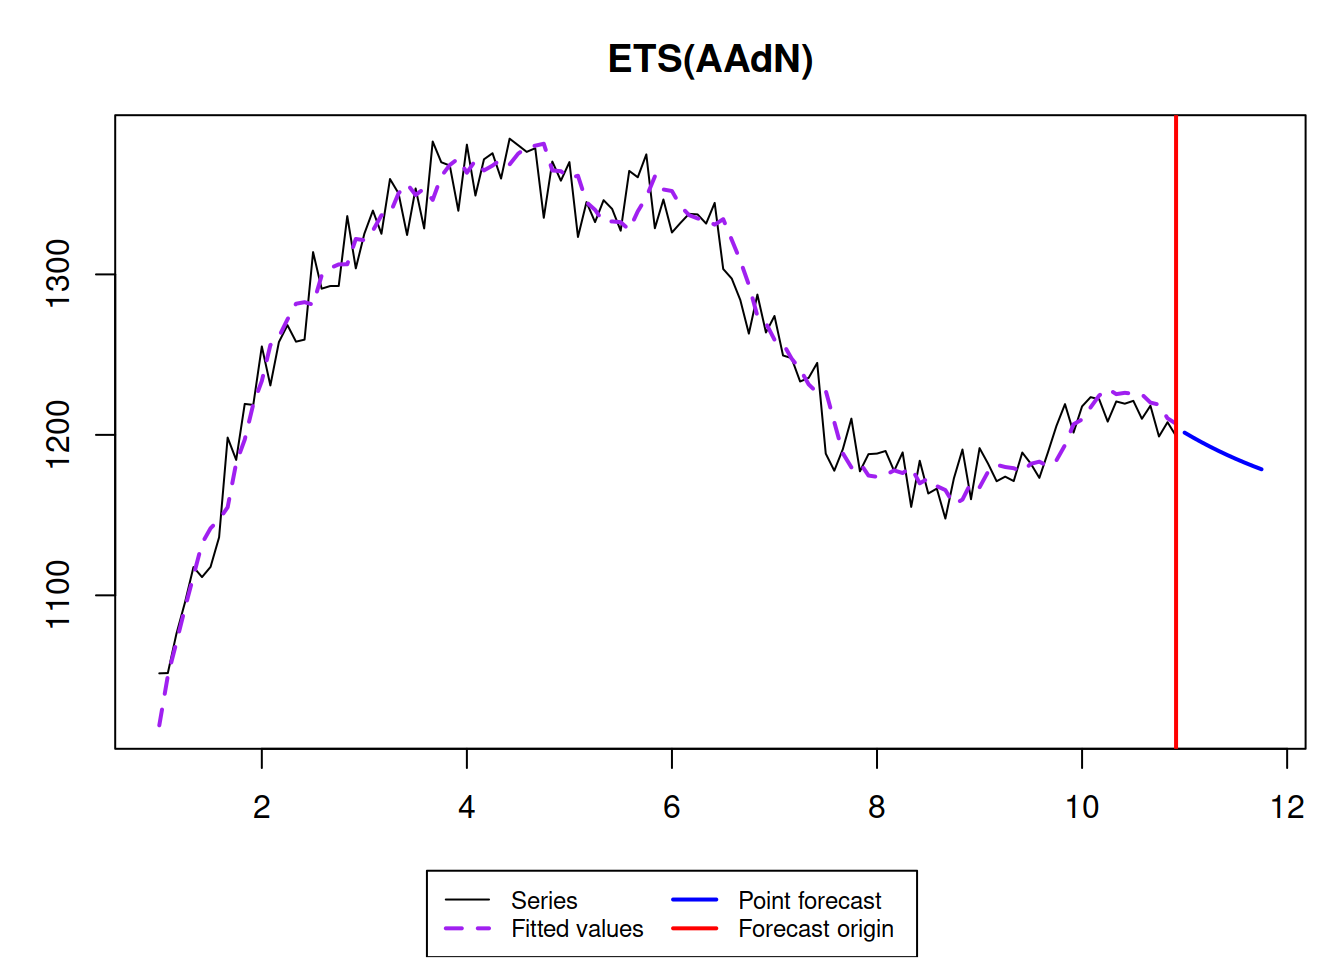 ETS(AAdN)
1300
1200
1100
2 4 6 8 10 12
Series Point forecast
Fitted values Forecast origin